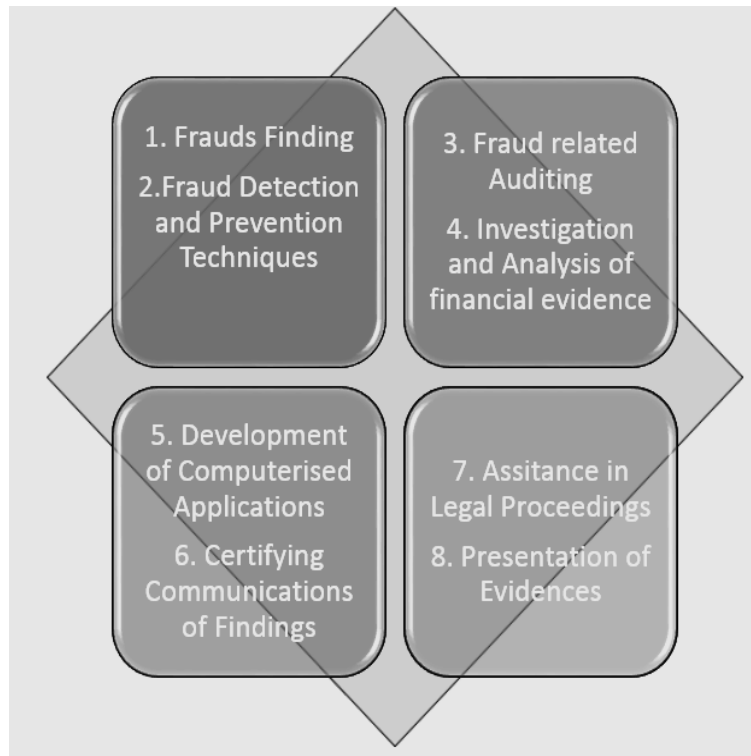 1. Frauds Finding
2.Fraud Detection
and Prevention
Techniques
3. Fraud related
Auditing
4. Investigation
and Analysis of
financial evidence
5. Development
of Computerised
Applications
6. Certifying
Communications
of Findings
7. Assitance in
Legal Proceedings
8. Presentation of
Evidences